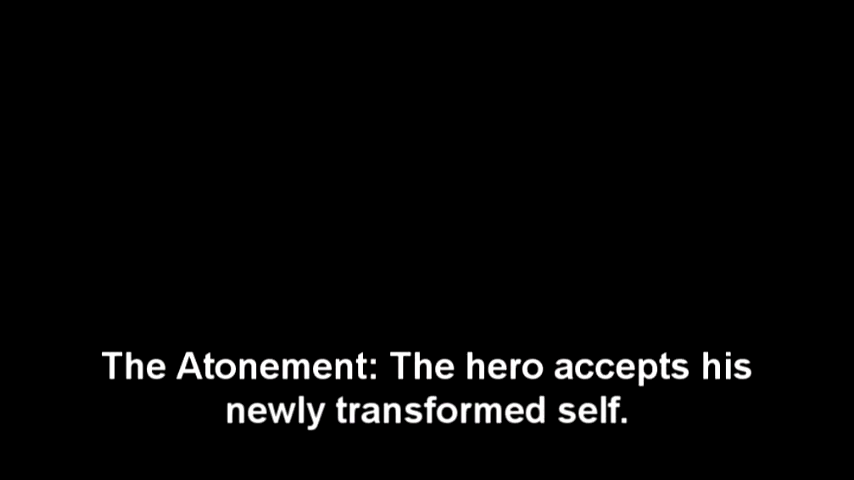 The Atonement: The hero accepts his
newly transformed self.